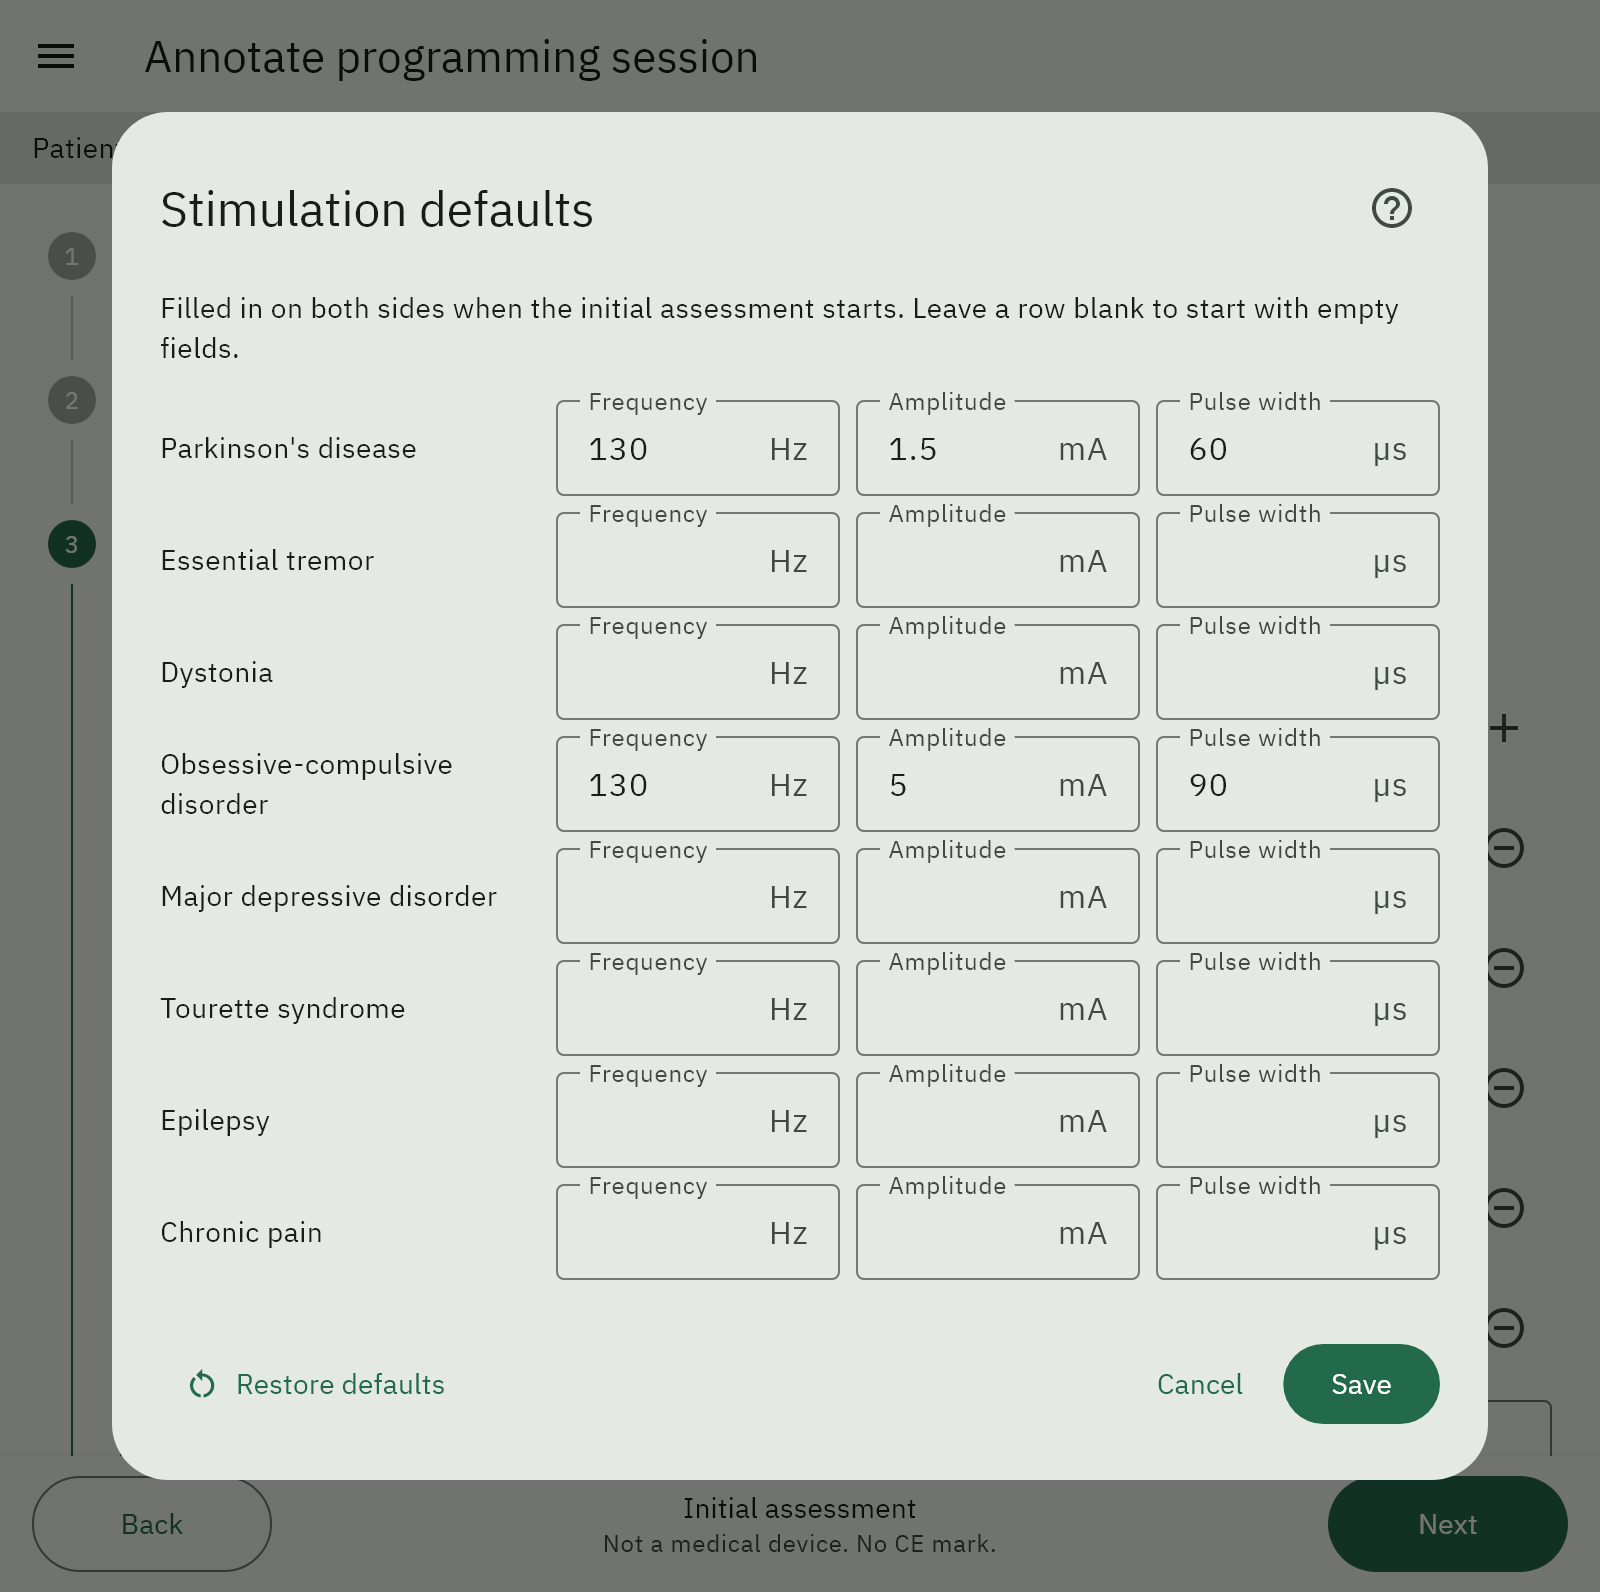 Annotate programming session
Patien
1
2
3
Stimulation defaults
Filled in on both sides when the initial assessment starts. Leave a row blank to start with empty
fields.
Parkinson's disease
Frequency
130 Hz
Amplitude
1.5 mA
Pulse width
60 µs
Essential tremor
Frequency
Hz
Amplitude
mA
Pulse width
µs
Dystonia
Frequency
Hz
Amplitude
mA
Pulse width
µs
Obsessive-compulsive
disorder
Frequency
130 Hz
Amplitude
5 mA
Pulse width
90 µs
Major depressive disorder
Frequency
Hz
Amplitude
mA
Pulse width
µs
Tourette syndrome
Frequency
Hz
Amplitude
mA
Pulse width
µs
Epilepsy
Frequency
Hz
Amplitude
mA
Pulse width
µs
Chronic pain
Frequency
Hz
Amplitude
mA
Pulse width
µs
Restore defaults
Cancel
Save
Back
Initial assessment
Not a medical device. No CE mark.
Next